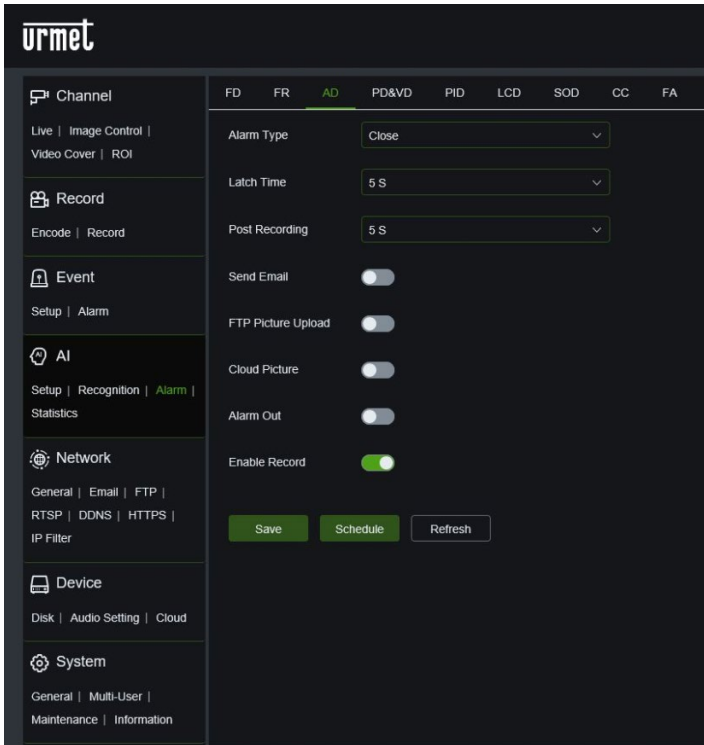 urmet
Channel
Live | Image Control |
Video Cover | ROI
Record
Encode | Record
Event
Setup | Alarm
AI
AI
Setup | Recognition | Alarm |
Statistics
Network
General | Email | FTP |
RTSP | DDNS | HTTPS |
IP Filter
Device
Disk | Audio Setting | Cloud
System
General | Multi-User |
Maintenance | Information
FD FR AD PD&VD PID LCD SOD CC FA
Alarm Type Close
Latch Time 5 S
Post Recording 5 S
Send Email
FTP Picture Upload
Cloud Picture
Alarm Out
Enable Record
Save Schedule Refresh